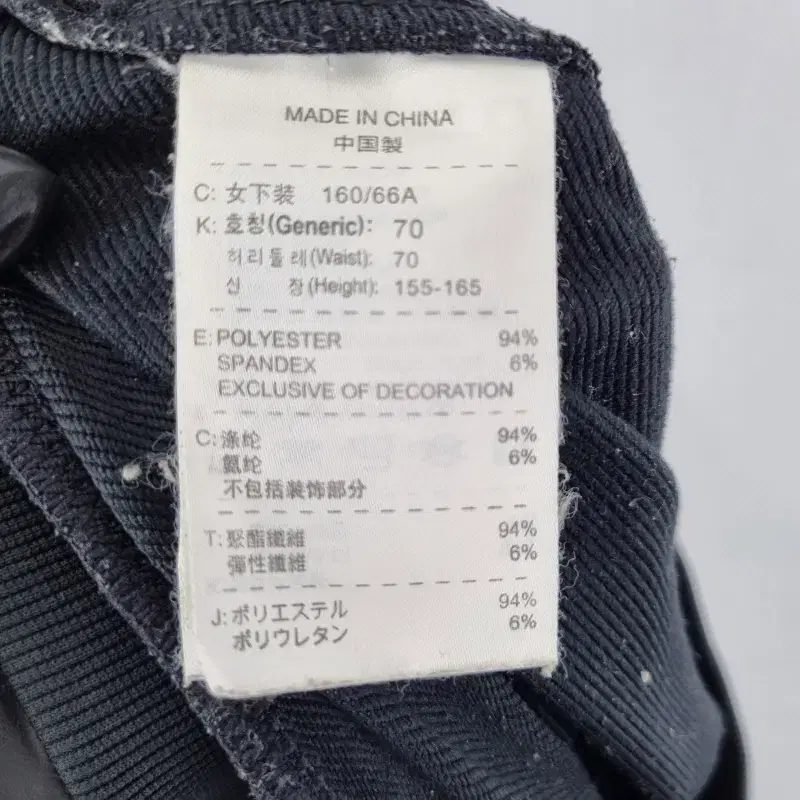 MADE IN CHINA
中国製
C: 女下装 160/66A
K: 호칭(Generic): 70
허리둘레(Waist): 70
신 장(Height): 155-165
E: POLYESTER 94%
SPANDEX 6%
EXCLUSIVE OF DECORATION
C: 涤纶 94%
氨纶 6%
不包括装饰部分
T: 聚酯纖維 94%
彈性纖維 6%
J: ポリエステル 94%
ポリウレタン 6%